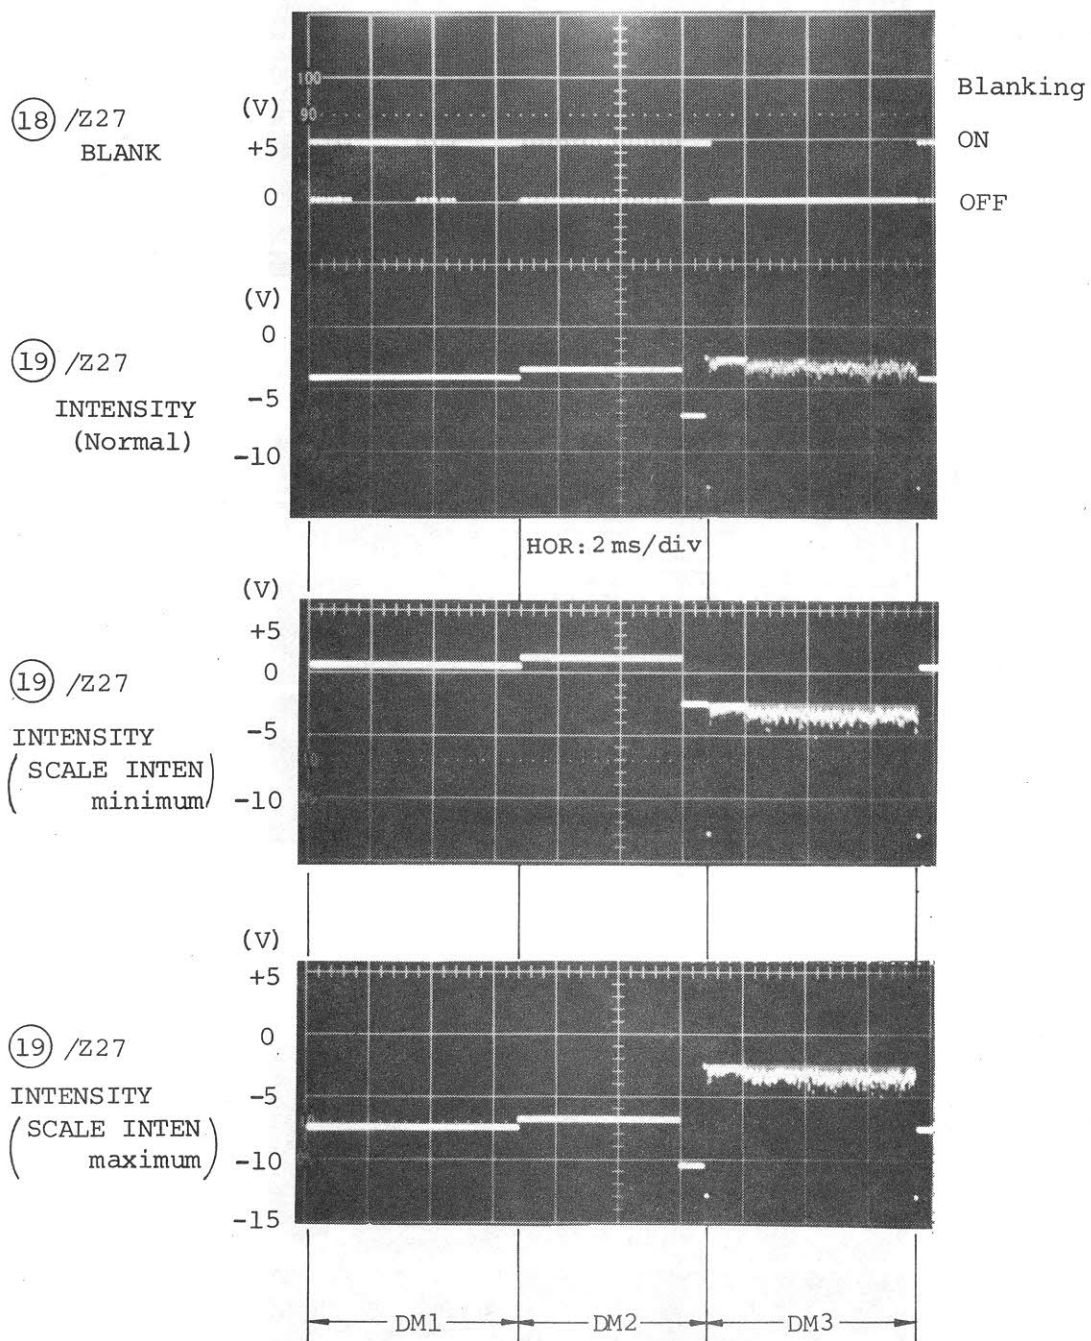 100
90
⑱ /Z27
BLANK
(V)
+5
0
Blanking
ON
OFF
⑲ /Z27
INTENSITY
(Normal)
(V)
0
-5
-10
HOR: 2 ms/div
⑲ /Z27
INTENSITY
(SCALE INTEN
minimum)
(V)
+5
0
-5
-10
⑲ /Z27
INTENSITY
(SCALE INTEN
maximum)
(V)
+5
0
-5
-10
-15
DM1
DM2
DM3